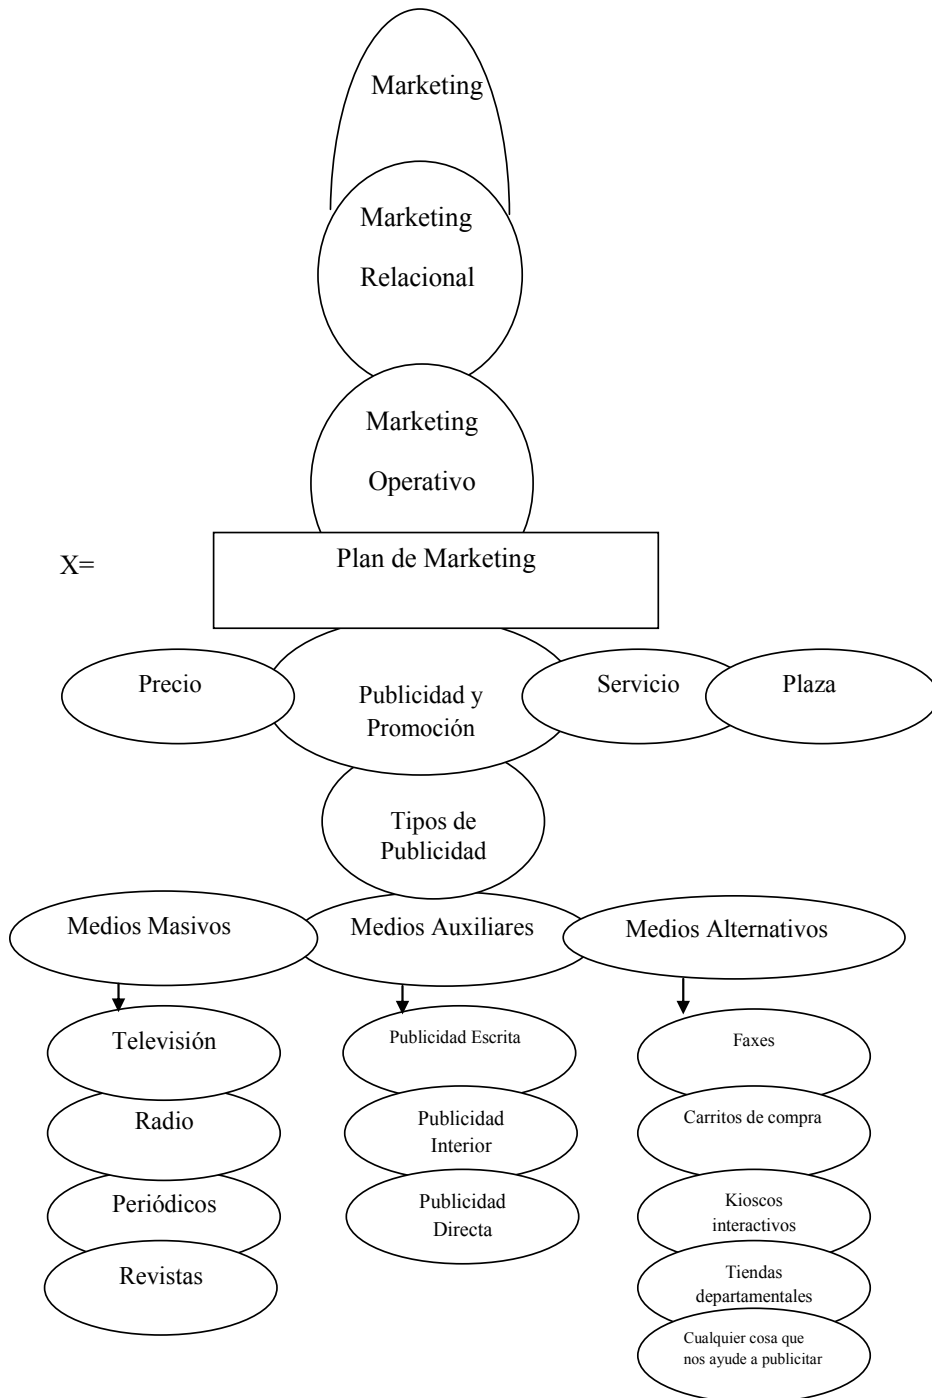 Marketing
Marketing
Relacional
Marketing
Operativo
X=
Plan de Marketing
Precio
Publicidad y
Promoción
Servicio
Plaza
Tipos de
Publicidad
Medios Masivos
Medios Auxiliares
Medios Alternativos
Televisión
Radio
Periódicos
Revistas
Publicidad Escrita
Publicidad
Interior
Publicidad
Directa
Faxes
Carritos de compra
Kioscos
interactivos
Tiendas
departamentales
Cualquier cosa que
nos ayude a publicitar